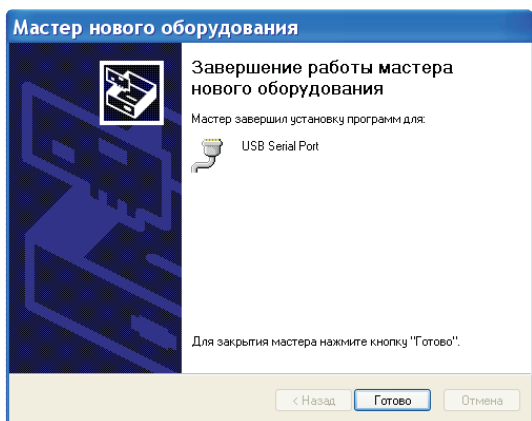 Мастер нового оборудования
Завершение работы мастера
нового оборудования
Мастер завершил установку программ для:
USB Serial Port
Для закрытия мастера нажмите кнопку "Готово".
< Назад
Готово
Отмена